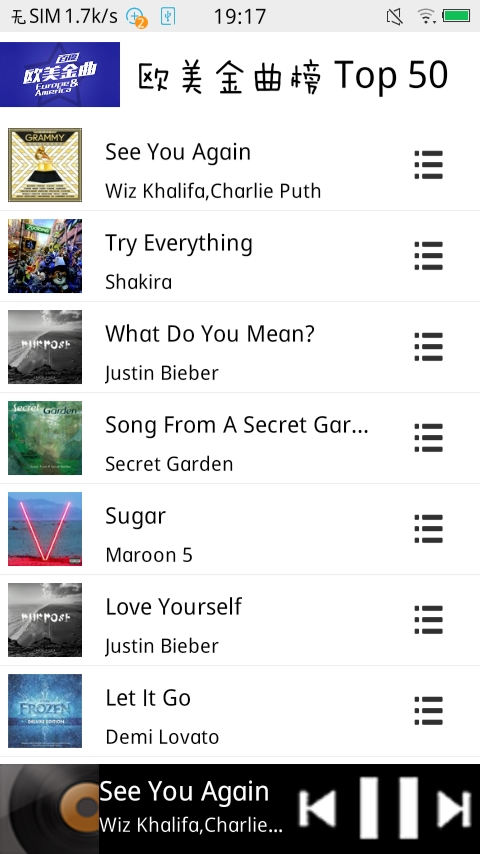 无SIM 1.7k/s 2 19:17
百度
欧美金曲
Europe&
America
欧美金曲榜 Top 50
GRAMMY
See You Again
Wiz Khalifa,Charlie Puth
Try Everything
Shakira
PURPOSE
What Do You Mean?
Justin Bieber
Secret Garden
Song From A Secret Gar...
Secret Garden
Sugar
Maroon 5
PURPOSE
Love Yourself
Justin Bieber
FROZEN
DELUXE EDITION
Let It Go
Demi Lovato
See You Again
Wiz Khalifa,Charlie...